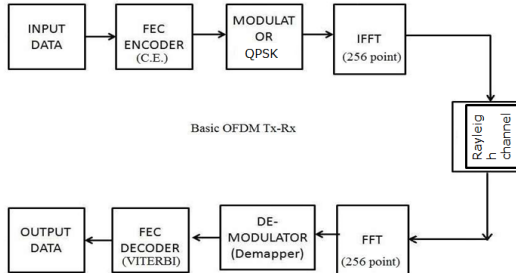 INPUT
DATA
FEC
ENCODER
(C.E.)
MODULAT
OR
QPSK
IFFT
(256 point)
Rayleig
h
channel
Basic OFDM Tx-Rx
OUTPUT
DATA
FEC
DECODER
(VITERBI)
DE-
MODULATOR
(Demapper)
FFT
(256 point)